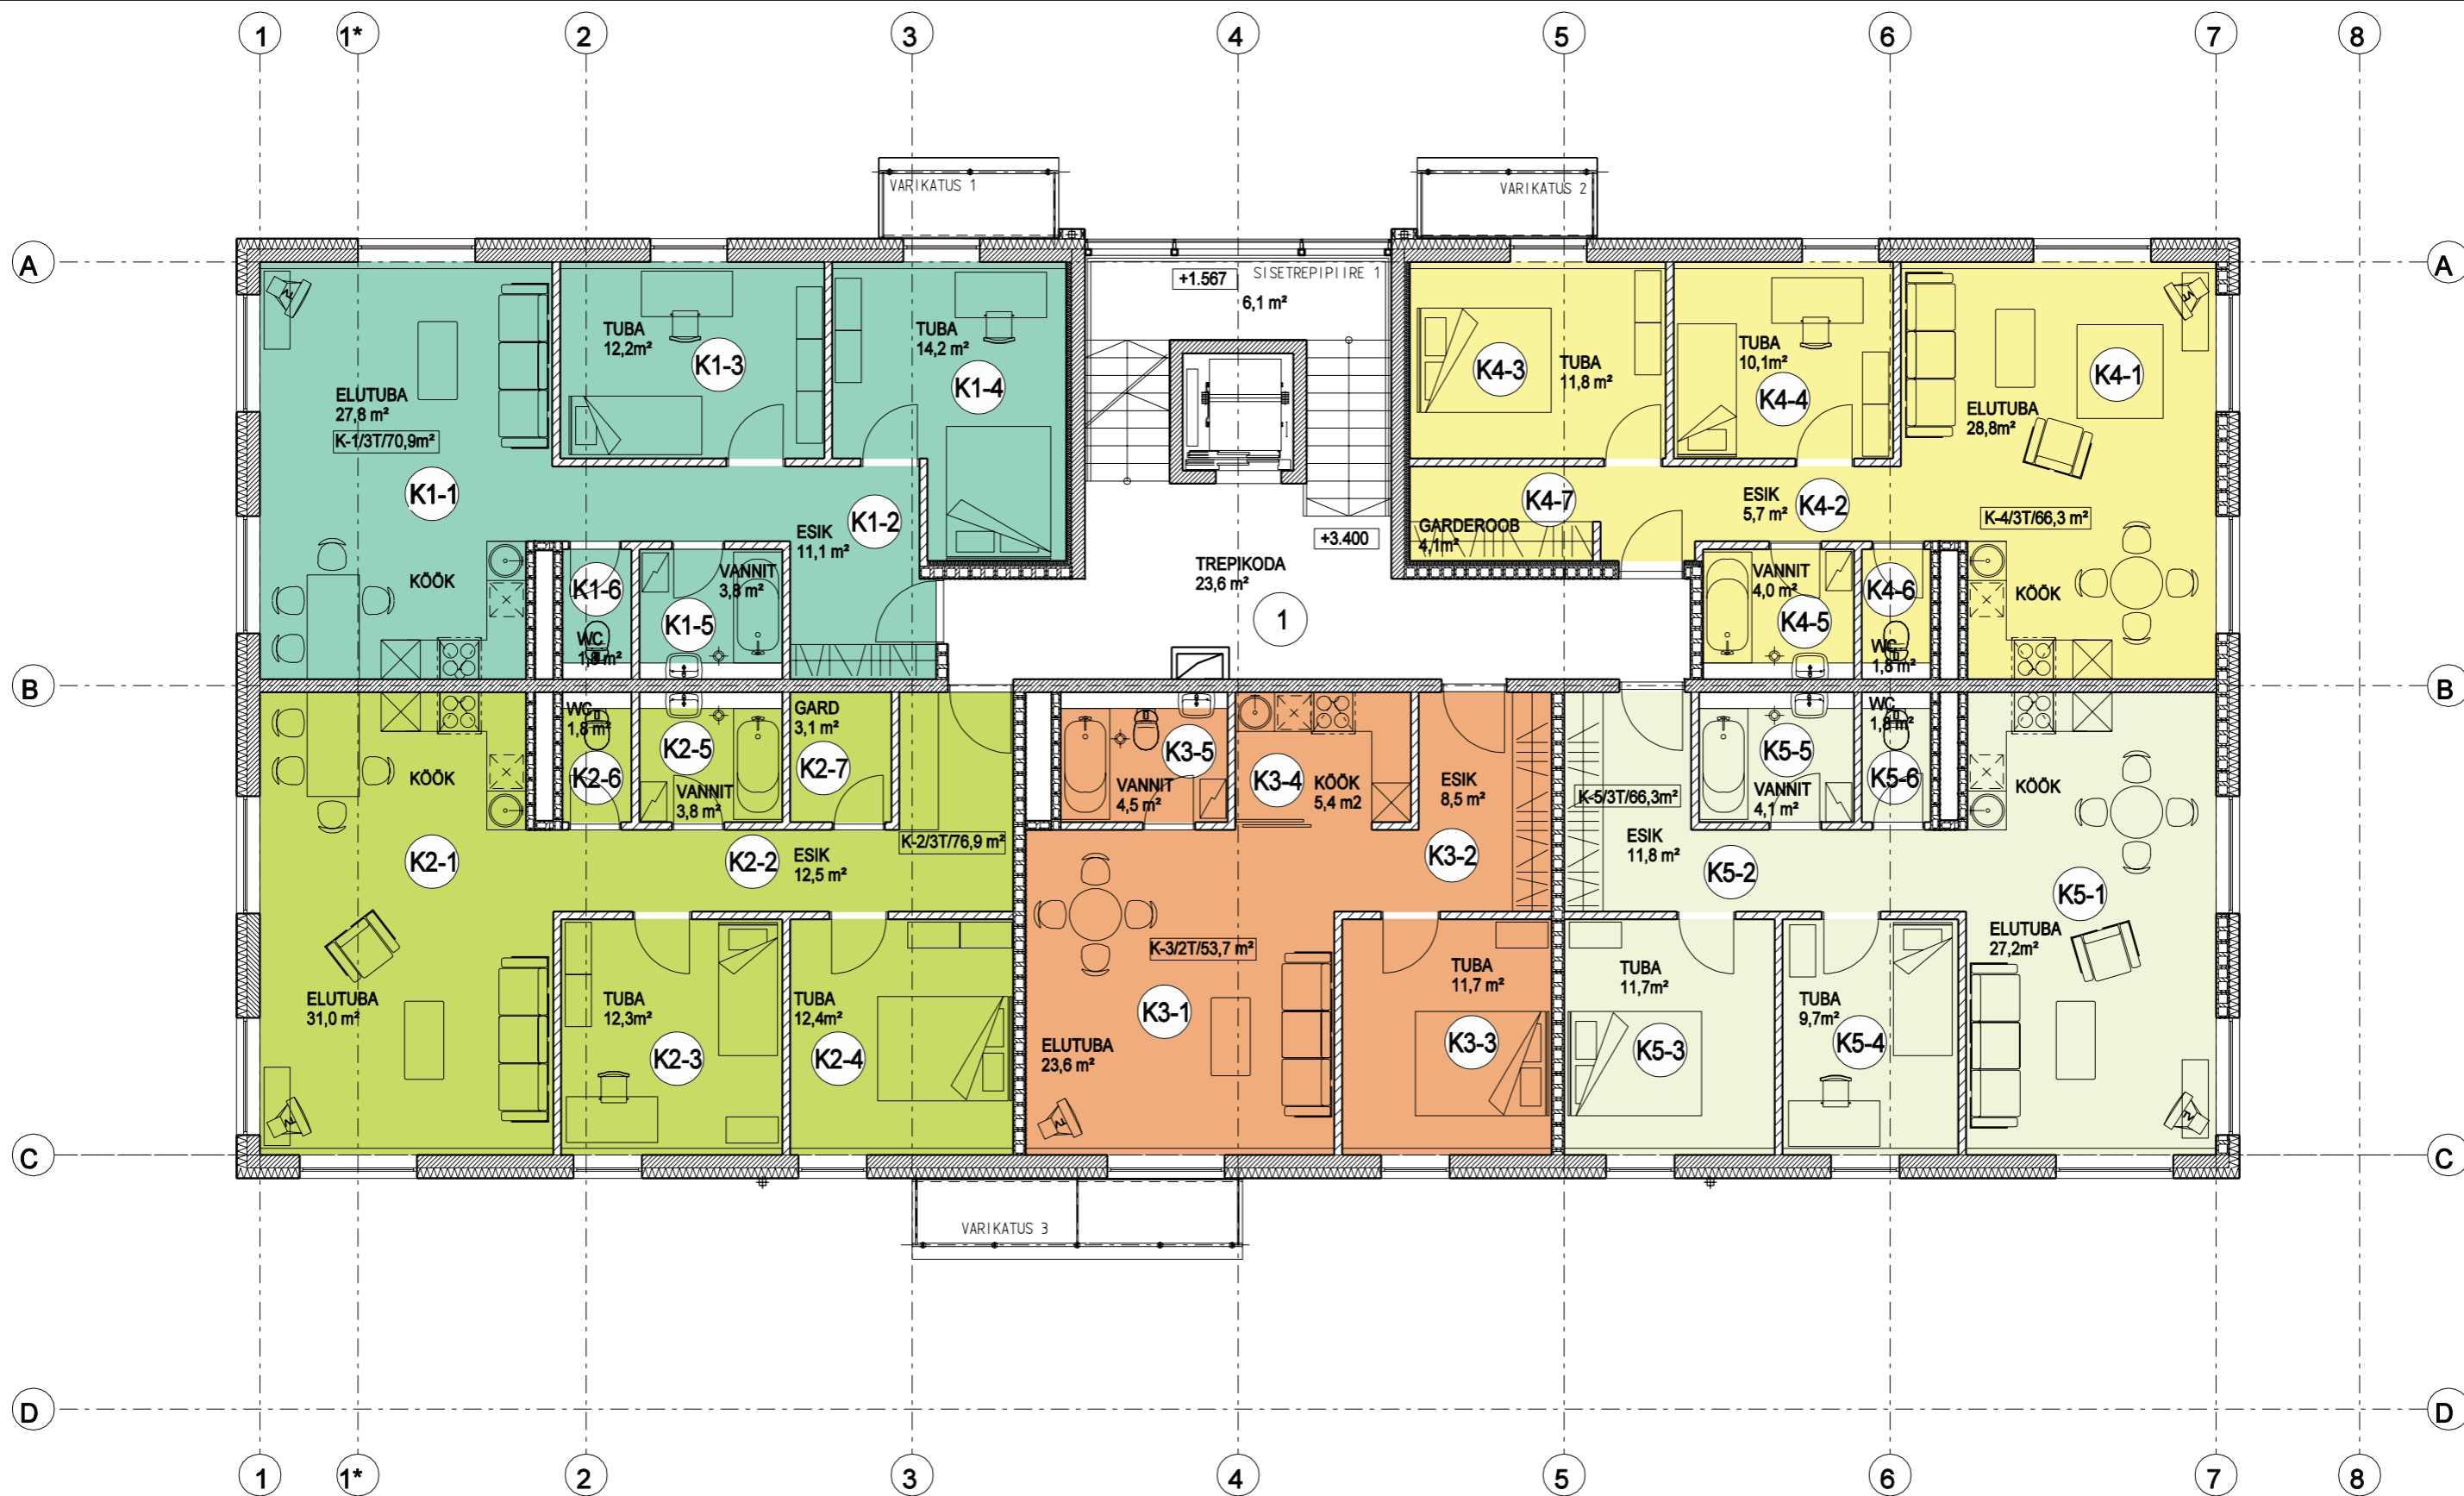 1 1* 2 3 4 5 6 7 8
VARIKATUS 1
VARIKATUS 2
A
A
+1.567
SISETREPIPIIRE 1
6,1 m²
TUBA
12,2m²
K1-3
TUBA
14,2 m²
K1-4
ELUTUBA
27,8 m²
K-1/3T/70,9m²
K1-1
K1-2
ESIK
11,1 m²
KÖÖK
K1-6
WC
1,8 m²
VANNIT
3,8 m²
K1-5
+3.400
TREPIKODA
23,6 m²
1
K4-3
TUBA
11,8 m²
TUBA
10,1m²
K4-4
K4-1
ELUTUBA
28,8m²
K4-7
GARDEROOB
4,1m²
ESIK
5,7 m²
K4-2
K-4/3T/66,3 m²
VANNIT
4,0 m²
K4-5
K4-6
WC
1,8 m²
KÖÖK
B
B
WC
1,8 m²
K2-6
K2-5
VANNIT
3,8 m²
GARD
3,1 m²
K2-7
KÖÖK
K2-1
K2-2
ESIK
12,5 m²
K-2/3T/76,9 m²
ELUTUBA
31,0 m²
TUBA
12,3m²
K2-3
TUBA
12,4m²
K2-4
K3-5
VANNIT
4,5 m²
K3-4
KÖÖK
5,4 m2
ESIK
8,5 m²
K3-2
K-3/2T/53,7 m²
K3-1
ELUTUBA
23,6 m²
TUBA
11,7 m²
K3-3
K-5/3T/66,3m²
K5-5
VANNIT
4,1 m²
WC
1,8 m²
K5-6
KÖÖK
ESIK
11,8 m²
K5-2
K5-1
ELUTUBA
27,2m²
TUBA
11,7m²
K5-3
TUBA
9,7m²
K5-4
TV
TV
TV
TV
TV
C
C
VARIKATUS 3
D
D
1 1* 2 3 4 5 6 7 8